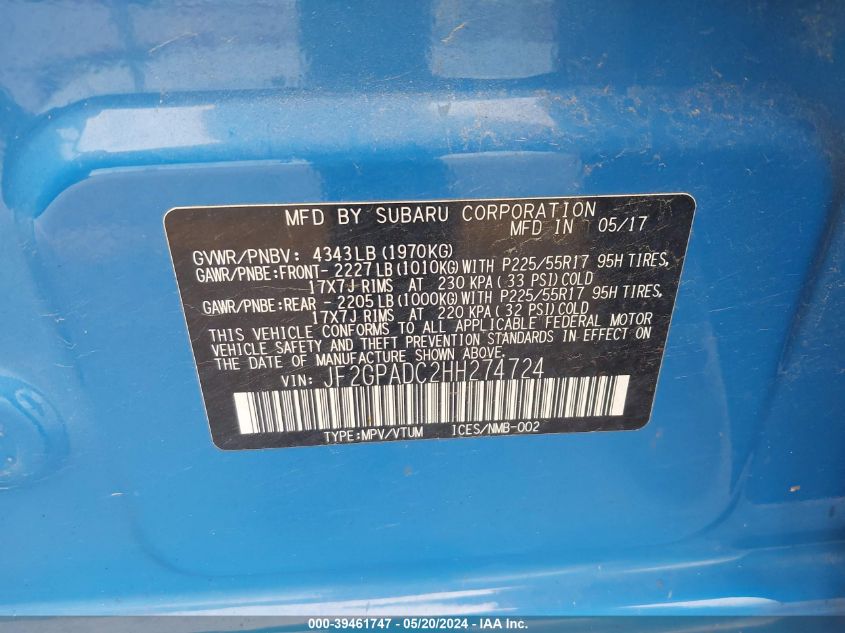 MFD BY SUBARU CORPORATION
MFD IN 05/17
GVWR/PNBV: 4343LB (1970KG)
GAWR/PNBE:FRONT- 2227LB(1010KG)WITH P225/55R17 95H TIRES,
17X7J RIMS AT 230 KPA(33 PSI)COLD
GAWR/PNBE:REAR - 2205LB(1000KG)WITH P225/55R17 95H TIRES,
17X7J RIMS AT 220 KPA(32 PSI)COLD
THIS VEHICLE CONFORMS TO ALL APPLICABLE FEDERAL MOTOR
VEHICLE SAFETY AND THEFT PREVENTION STANDARDS IN EFFECT ON
THE DATE OF MANUFACTURE SHOWN ABOVE.
VIN: JF2GPADC2HH274724
TYPE:MPV/VTUM ICES/NMB-002
000-39461747 - 05/20/2024 - IAA, Inc.